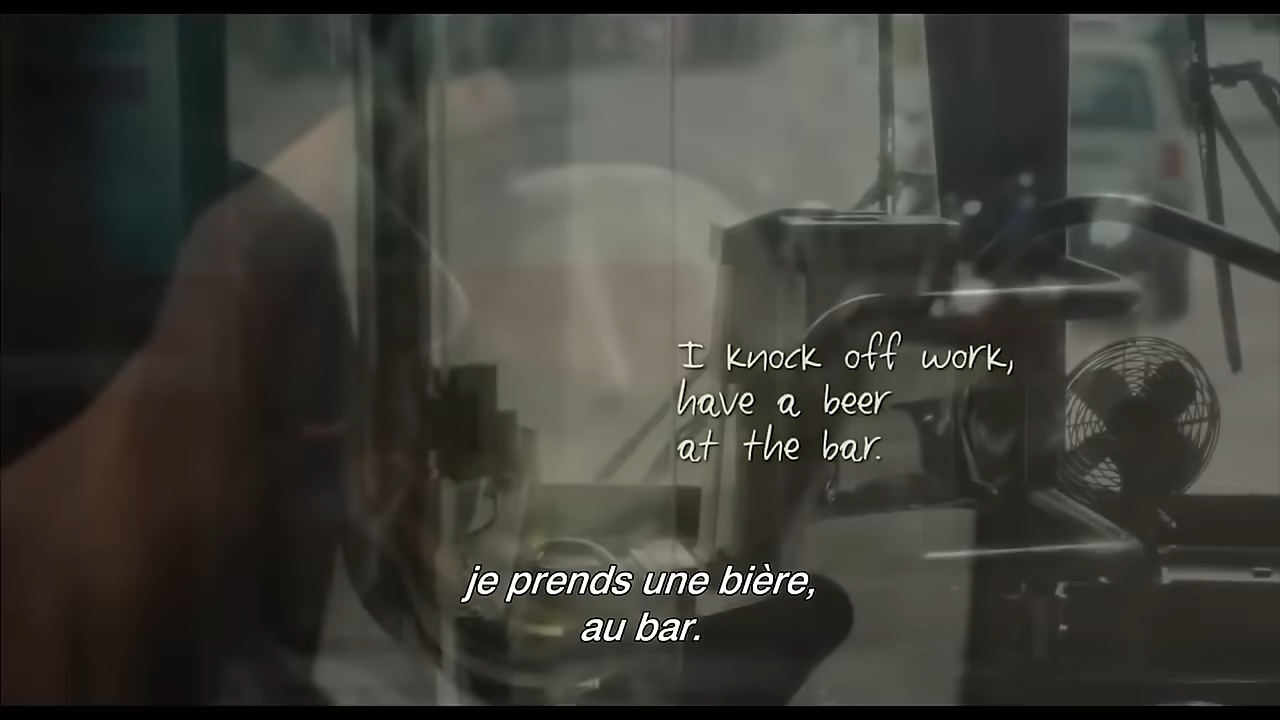 I knock off work,
have a beer
at the bar.
je prends une bière,
au bar.